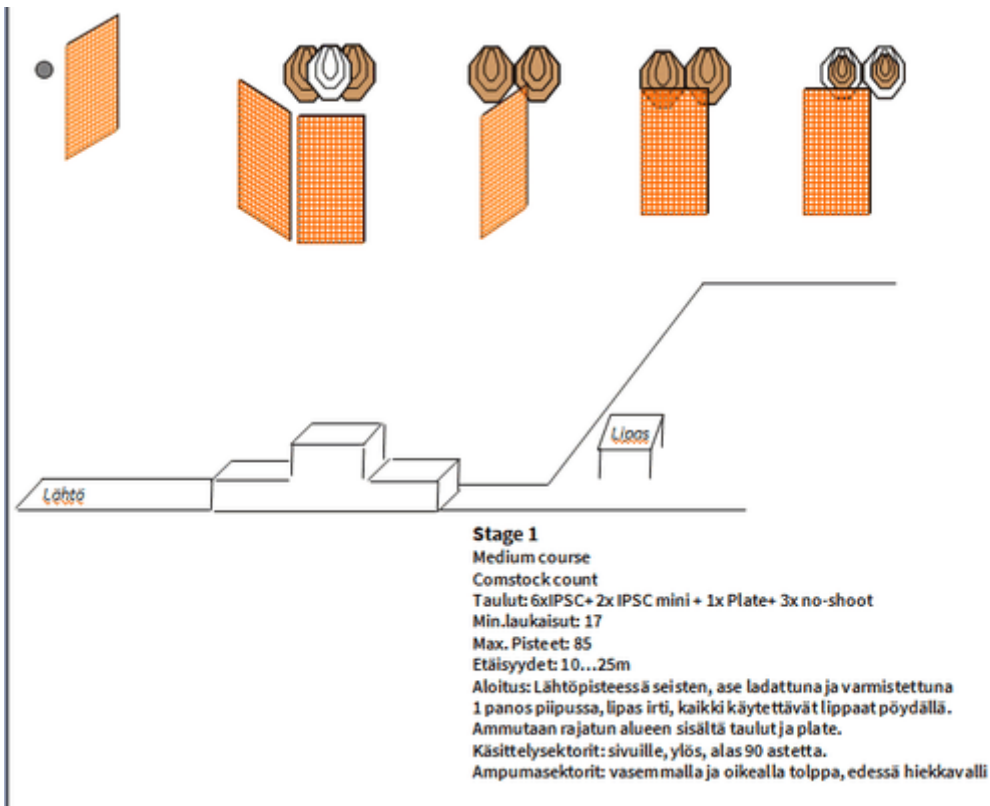 Lipas
Lähtö
Stage 1
Medium course
Comstock count
Taulut: 6xIPSC+ 2x IPSC mini + 1x Plate+ 3x no-shoot
Min.laukaisut: 17
Max. Pisteet: 85
Etäisyydet: 10...25m
Aloitus: Lähtöpisteessä seisten, ase ladattuna ja varmistettuna
1 panos piipussa, lipas irti, kaikki käytettävät lippaat pöydällä.
Ammutaan rajatun alueen sisältä taulut ja plate.
Käsittelysektorit: sivuille, ylös, alas 90 astetta.
Ampumasektorit: vasemmalla ja oikealla tolppa, edessä hiekkavalli